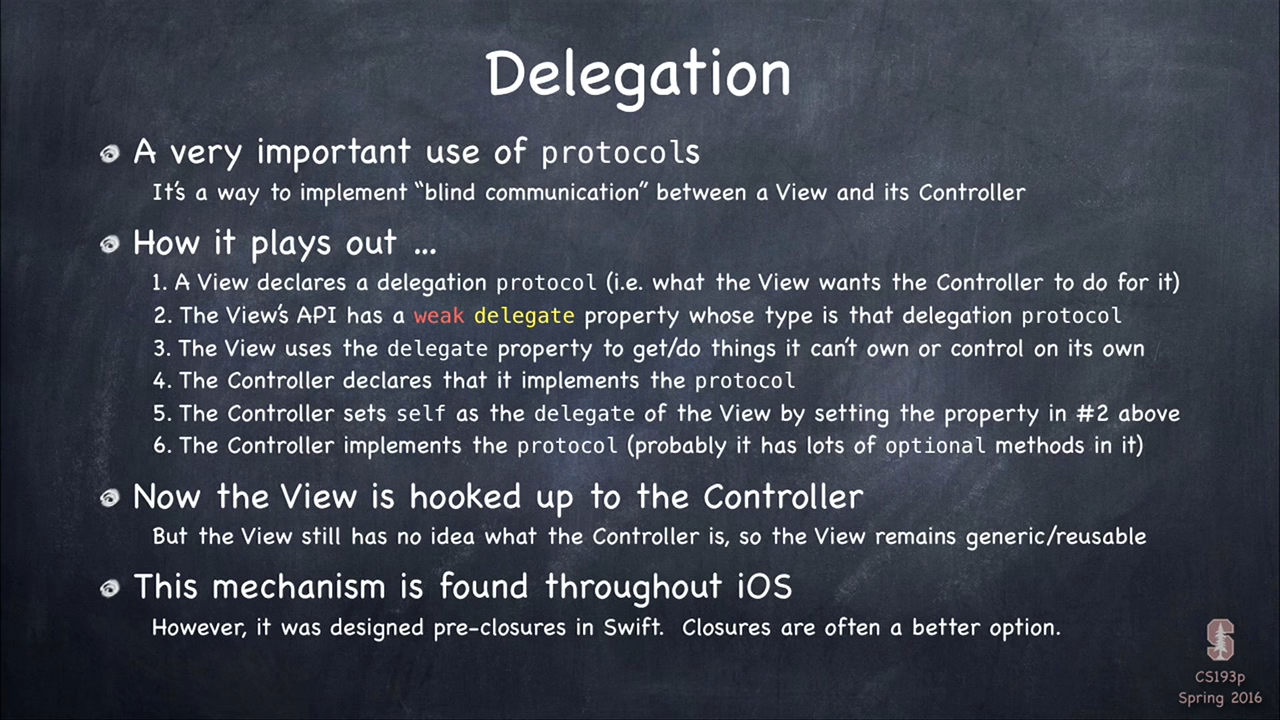 Delegation
A very important use of protocols
It's a way to implement “blind communication” between a View and its Controller
How it plays out ...
1. A View declares a delegation protocol (i.e. what the View wants the Controller to do for it)
2. The View's API has a weak delegate property whose type is that delegation protocol
3. The View uses the delegate property to get/do things it can't own or control on its own
4. The Controller declares that it implements the protocol
5. The Controller sets self as the delegate of the View by setting the property in #2 above
6. The Controller implements the protocol (probably it has lots of optional methods in it)
Now the View is hooked up to the Controller
But the View still has no idea what the Controller is, so the View remains generic/reusable
This mechanism is found throughout iOS
However, it was designed pre-closures in Swift. Closures are often a better option.
S
CS193p
Spring 2016